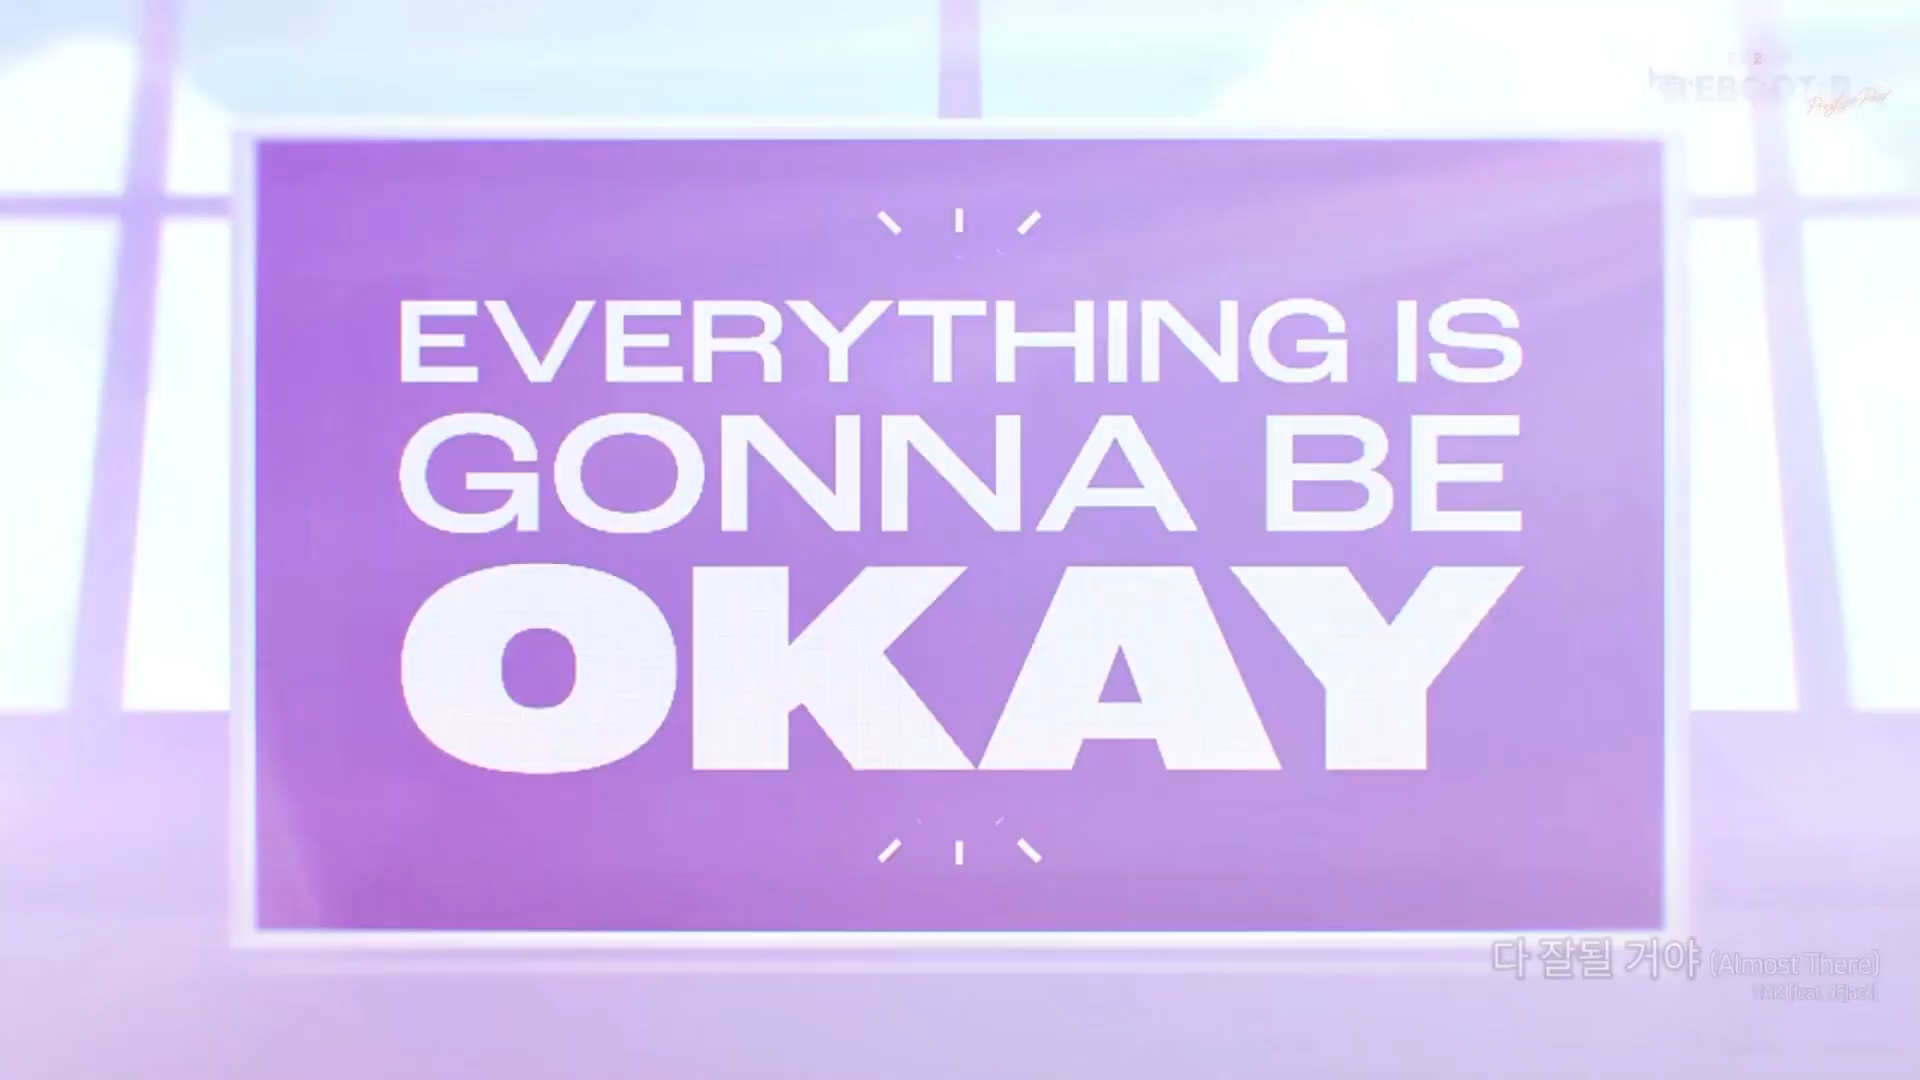 EVERYTHING IS
GONNA BE
OKAY
다 잘될 거야 (Almost There)